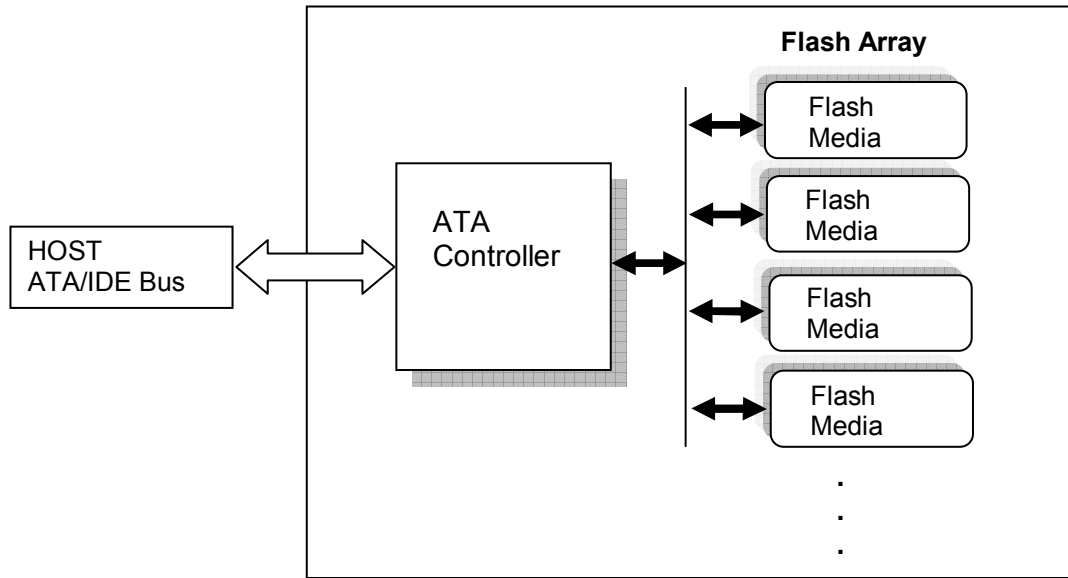 Flash Array
Flash
Media
Flash
Media
Flash
Media
Flash
Media
ATA
Controller
HOST
ATA/IDE Bus
.
.
.